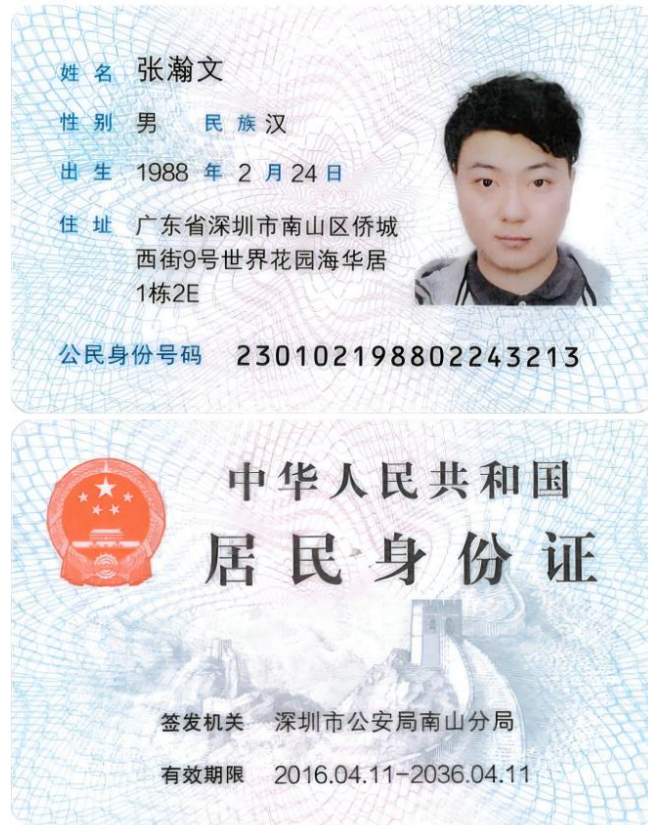 姓名 张瀚文
性别 男 民族 汉
出生 1988 年 2 月 24 日
住址 广东省深圳市南山区侨城
西街9号世界花园海华居
1栋2E
公民身份号码 230102198802243213
中华人民共和国
居民身份证
签发机关 深圳市公安局南山分局
有效期限 2016.04.11-2036.04.11